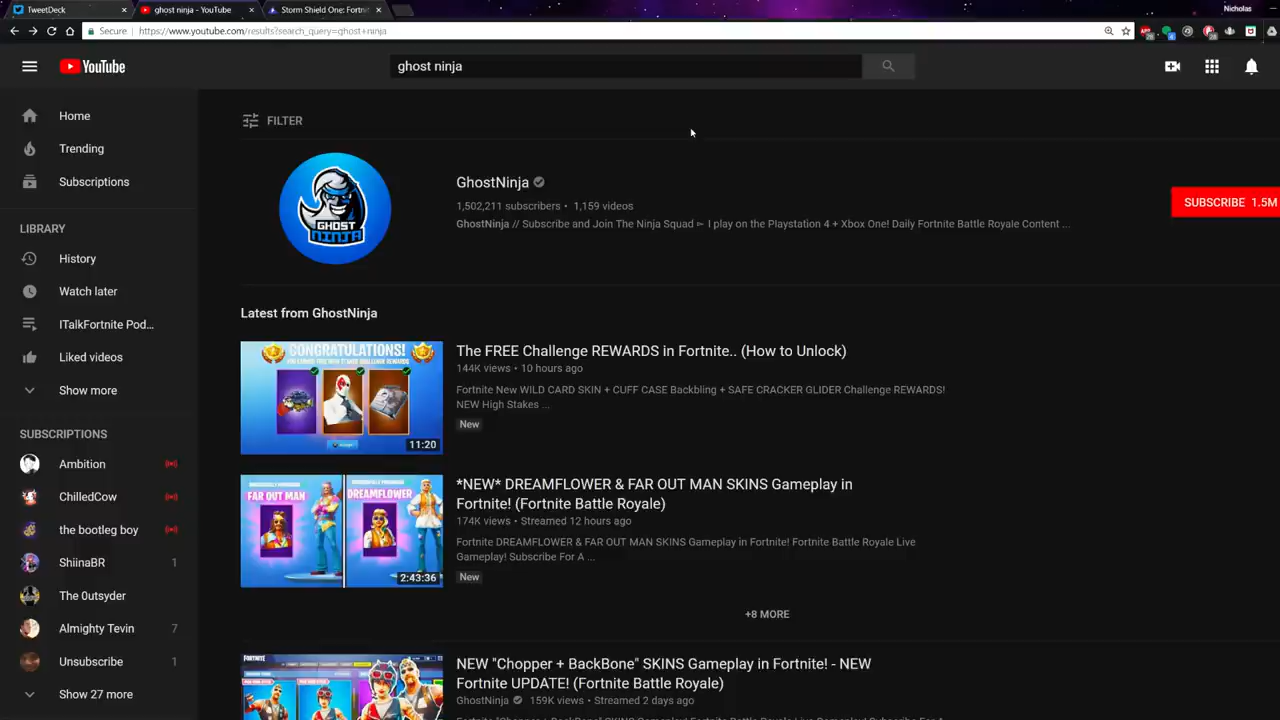 TweetDeck
ghost ninja - YouTube
Storm Shield One: Fortni
Nicholas
Secure
https://www.youtube.com/results?search_query=ghost+ninja
YouTube
ghost ninja
Home
Trending
Subscriptions
LIBRARY
History
Watch later
ITalkFortnite Pod...
Liked videos
Show more
SUBSCRIPTIONS
Ambition
ChilledCow
the bootleg boy
ShiinaBR 1
The 0utsyder
Almighty Tevin 7
Unsubscribe 1
Show 27 more
FILTER
GHOST
NINJA
GhostNinja
1,502,211 subscribers • 1,159 videos
GhostNinja // Subscribe and Join The Ninja Squad ► I play on the Playstation 4 + Xbox One! Daily Fortnite Battle Royale Content ...
SUBSCRIBE 1.5M
Latest from GhostNinja
CONGRATULATIONS!
11:20
The FREE Challenge REWARDS in Fortnite.. (How to Unlock)
144K views • 10 hours ago
Fortnite New WILD CARD SKIN + CUFF CASE Backbling + SAFE CRACKER GLIDER Challenge REWARDS!
NEW High Stakes ...
New
FAR OUT MAN
DREAMFLOWER
2:43:36
*NEW* DREAMFLOWER & FAR OUT MAN SKINS Gameplay in
Fortnite! (Fortnite Battle Royale)
174K views • Streamed 12 hours ago
Fortnite DREAMFLOWER & FAR OUT MAN SKINS Gameplay in Fortnite! Fortnite Battle Royale Live
Gameplay! Subscribe For A ...
New
+8 MORE
FORTNITE
NEW "Chopper + BackBone" SKINS Gameplay in Fortnite! - NEW
Fortnite UPDATE! (Fortnite Battle Royale)
GhostNinja 159K views • Streamed 2 days ago